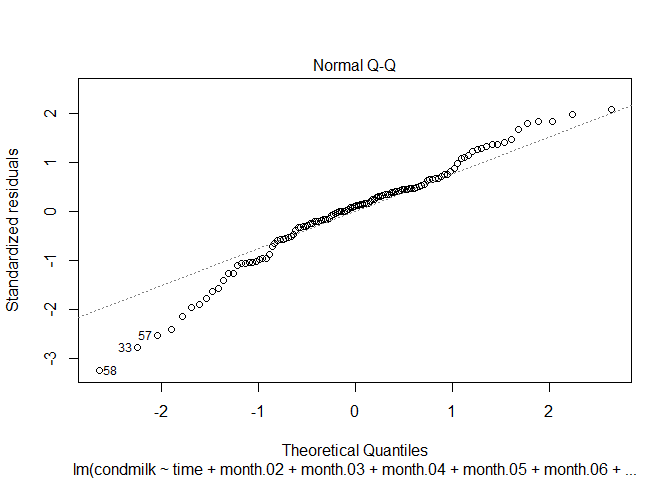 Normal Q-Q
Standardized residuals
2
1
0
-1
-2
-3
57
33
58
-2 -1 0 1 2
Theoretical Quantiles
lm(condmilk ~ time + month.02 + month.03 + month.04 + month.05 + month.06 + ...